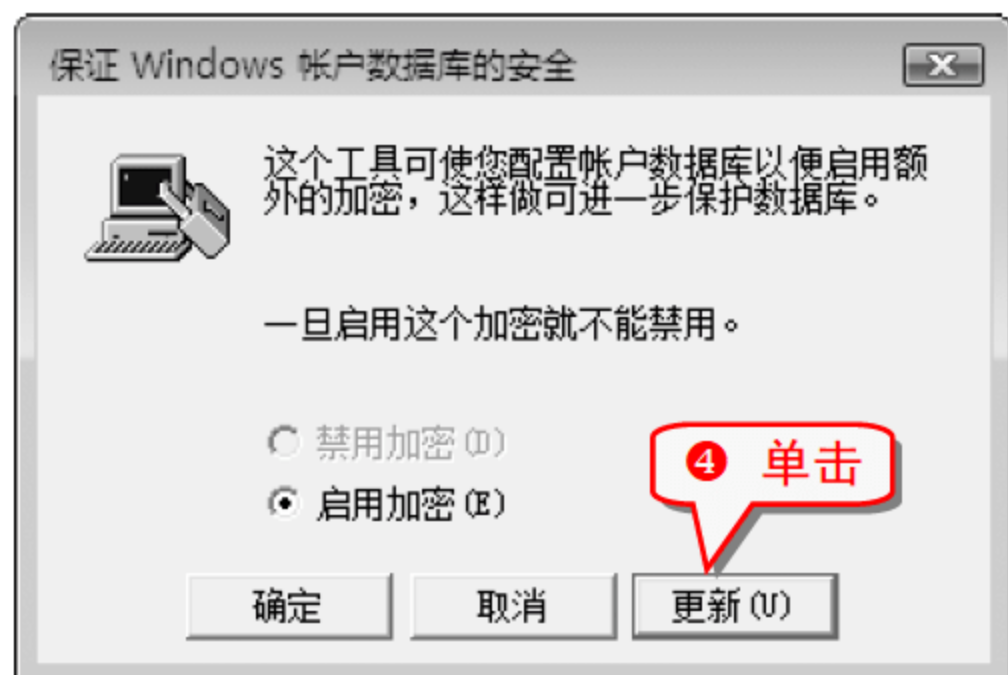 保证 Windows 帐户数据库的安全
这个工具可使您配置帐户数据库以便启用额
外的加密，这样做可进一步保护数据库。
一旦启用这个加密就不能禁用。
禁用加密(D)
启用加密(E)
❹ 单击
确定
取消
更新(U)